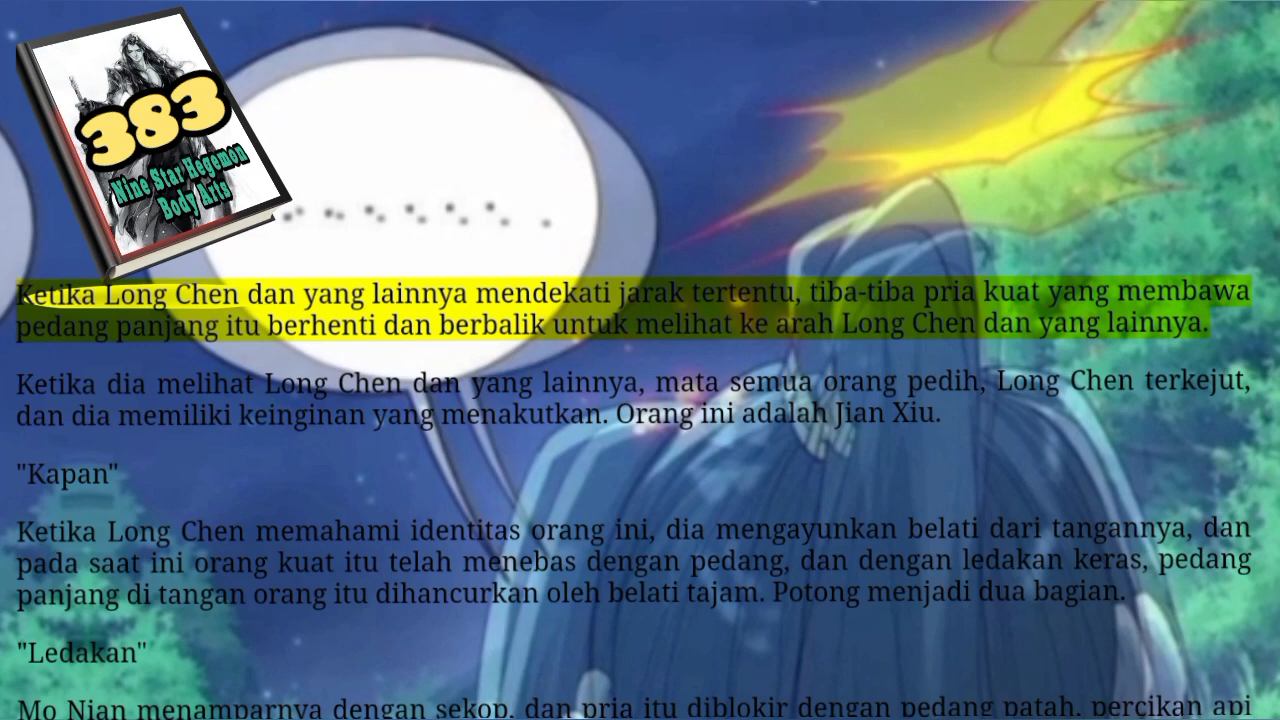 383
Nine Star Hegemon
Body Arts
Ketika Long Chen dan yang lainnya mendekati jarak tertentu, tiba-tiba pria kuat yang membawa
pedang panjang itu berhenti dan berbalik untuk melihat ke arah Long Chen dan yang lainnya.
Ketika dia melihat Long Chen dan yang lainnya, mata semua orang pedih, Long Chen terkejut,
dan dia memiliki keinginan yang menakutkan. Orang ini adalah Jian Xiu.
"Kapan"
Ketika Long Chen memahami identitas orang ini, dia mengayunkan belati dari tangannya, dan
pada saat ini orang kuat itu telah menebas dengan pedang, dan dengan ledakan keras, pedang
panjang di tangan orang itu dihancurkan oleh belati tajam. Potong menjadi dua bagian.
"Ledakan"
Mo Nian menamparnya dengan sekop, dan pria itu diblokir dengan pedang patah, percikan api